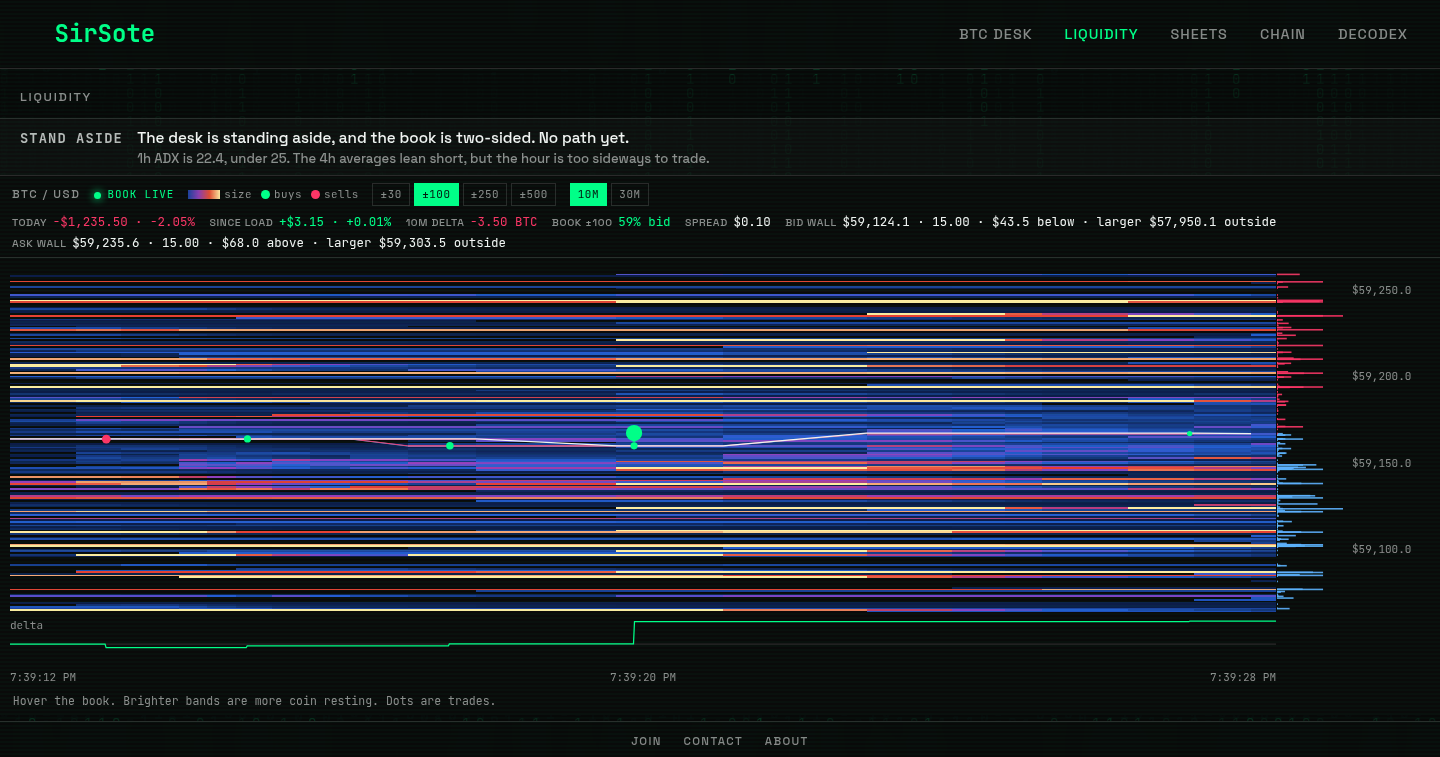 SirSote
BTC DESK LIQUIDITY SHEETS CHAIN DECODEX
LIQUIDITY
STAND ASIDE The desk is standing aside, and the book is two-sided. No path yet.
1h ADX is 22.4, under 25. The 4h averages lean short, but the hour is too sideways to trade.
BTC / USD BOOK LIVE size buys sells ±30 ±100 ±250 ±500 10M 30M
TODAY -$1,235.50 · -2.05% SINCE LOAD +$3.15 · +0.01% 10M DELTA -3.50 BTC BOOK ±100 59% bid SPREAD $0.10 BID WALL $59,124.1 · 15.00 · $43.5 below · larger $57,950.1 outside
ASK WALL $59,235.6 · 15.00 · $68.0 above · larger $59,303.5 outside
$59,250.0
$59,200.0
$59,150.0
$59,100.0
delta
7:39:12 PM 7:39:20 PM 7:39:28 PM
Hover the book. Brighter bands are more coin resting. Dots are trades.
JOIN CONTACT ABOUT